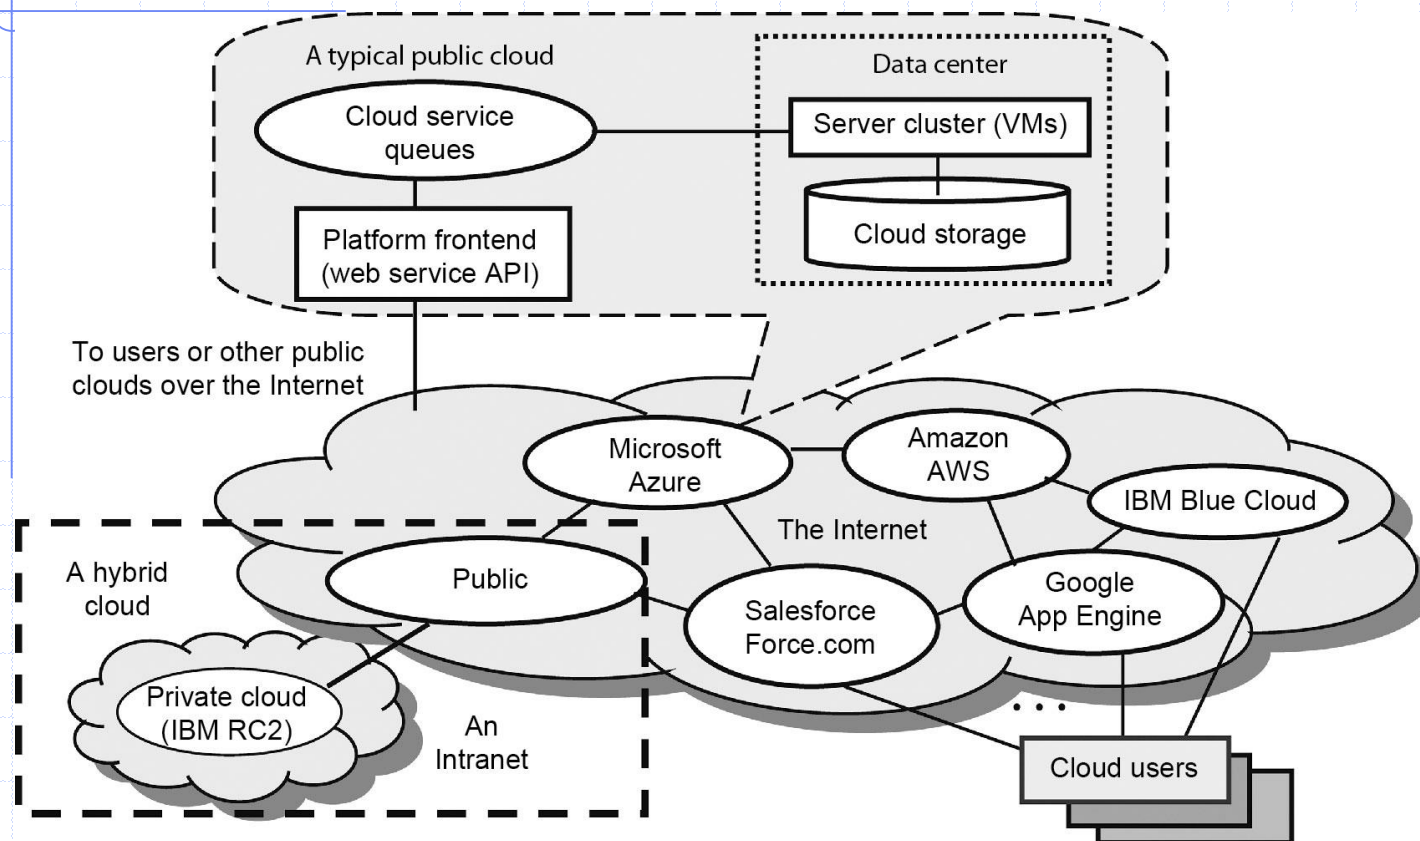 A typical public cloud
Data center
Cloud service
queues
Server cluster (VMs)
Platform frontend
(web service API)
Cloud storage
To users or other public
clouds over the Internet
Microsoft
Azure
Amazon
AWS
IBM Blue Cloud
The Internet
A hybrid
cloud
Public
Salesforce
Force.com
Google
App Engine
Private cloud
(IBM RC2)
An
Intranet
...
Cloud users